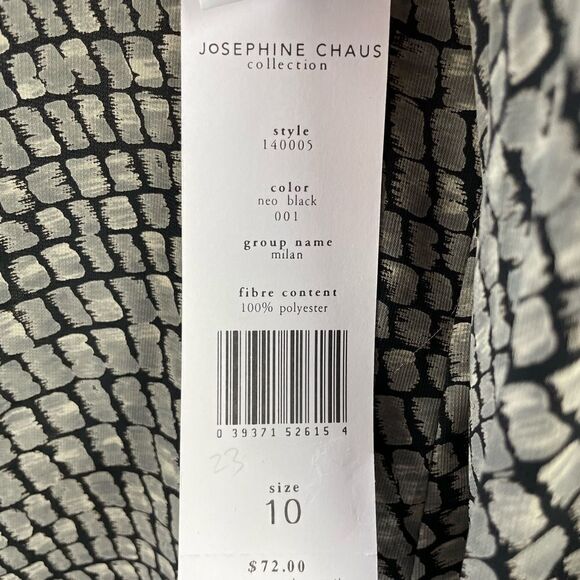 JOSEPHINE CHAUS
collection
style
140005
color
neo black
001
group name
milan
fibre content
100% polyester
0 39371 52615 4
23
size
10
$72.00